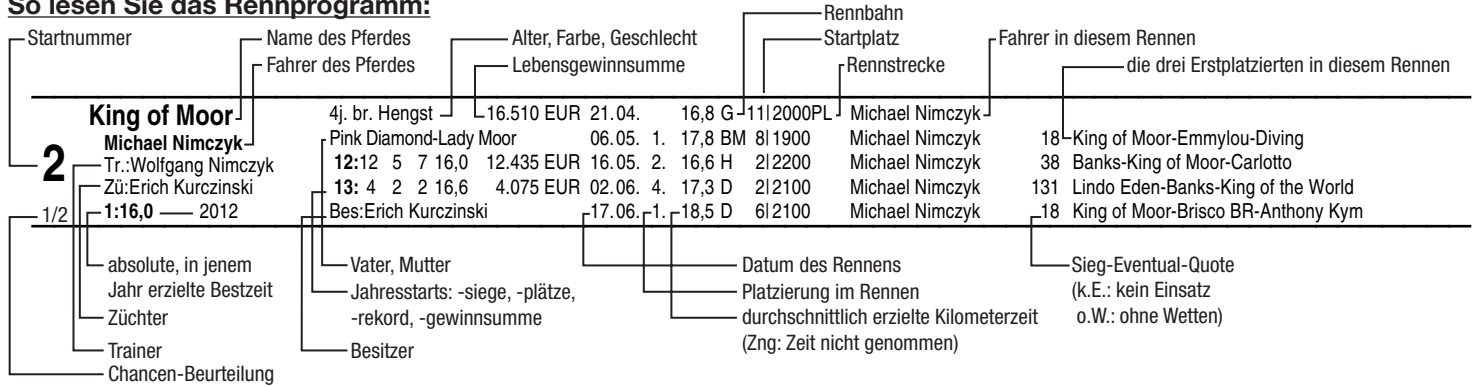 So lesen Sie das Rennprogramm:
Rennbahn
Startnummer Name des Pferdes Alter, Farbe, Geschlecht Startplatz Fahrer in diesem Rennen
Fahrer des Pferdes Lebensgewinnsumme Rennstrecke die drei Erstplatzierten in diesem Rennen
King of Moor 4j. br. Hengst 16.510 EUR 21.04. 16,8 G 11|2000PL Michael Nimczyk
Michael Nimczyk Pink Diamond-Lady Moor 06.05. 1. 17,8 BM 8|1900 Michael Nimczyk 18 King of Moor-Emmylou-Diving
2 Tr.:Wolfgang Nimczyk 12:12 5 7 16,0 12.435 EUR 16.05. 2. 16,6 H 2|2200 Michael Nimczyk 38 Banks-King of Moor-Carlotto
Zü:Erich Kurczinski 13: 4 2 2 16,6 4.075 EUR 02.06. 4. 17,3 D 2|2100 Michael Nimczyk 131 Lindo Eden-Banks-King of the World
1/2 1:16,0 2012 Bes:Erich Kurczinski 17.06. 1. 18,5 D 6|2100 Michael Nimczyk 18 King of Moor-Brisco BR-Anthony Kym
absolute, in jenem Vater, Mutter Datum des Rennens Sieg-Eventual-Quote
Jahr erzielte Bestzeit Jahresstarts: -siege, -plätze, Platzierung im Rennen (k.E.: kein Einsatz
Züchter -rekord, -gewinnsumme durchschnittlich erzielte Kilometerzeit o.W.: ohne Wetten)
(Zng: Zeit nicht genommen)
Trainer Besitzer
Chancen-Beurteilung